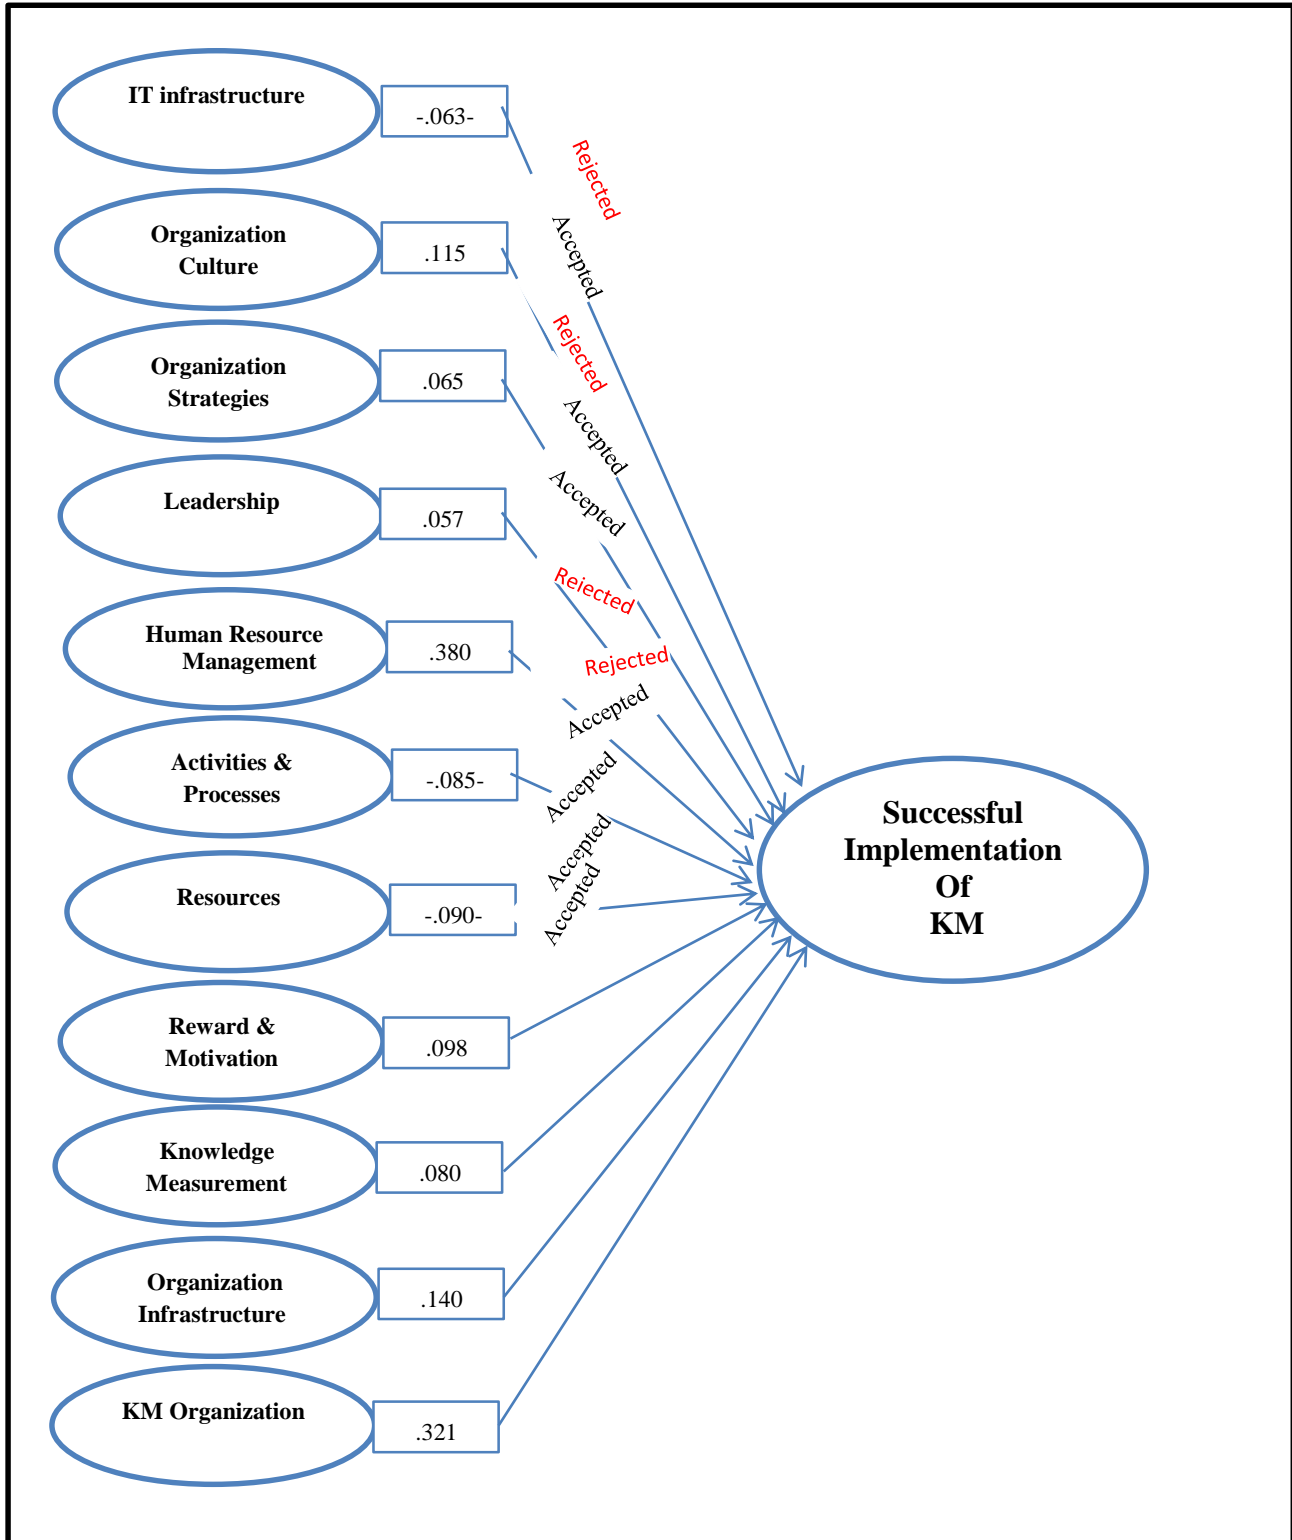 IT infrastructure
-.063-
Rejected
Accepted
Organization
Culture
.115
Rejected
Organization
Strategies
.065
Accepted
Accepted
Leadership
.057
Rejected
Human Resource
Management
.380
Rejected
Accepted
Activities &
Processes
-.085-
Accepted
Successful
Implementation
Of
KM
Accepted
Resources
-.090-
Accepted
Reward &
Motivation
.098
Knowledge
Measurement
.080
Organization
Infrastructure
.140
KM Organization
.321